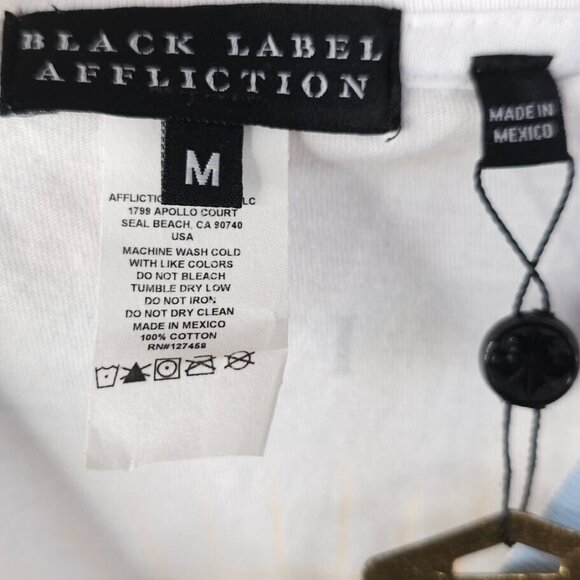 BLACK LABEL
AFFLICTION
M
MADE IN
MEXICO
AFFLICTIO LC
1799 APOLLO COURT
SEAL BEACH, CA 90740
USA
MACHINE WASH COLD
WITH LIKE COLORS
DO NOT BLEACH
TUMBLE DRY LOW
DO NOT IRON
DO NOT DRY CLEAN
MADE IN MEXICO
100% COTTON
RN#127458